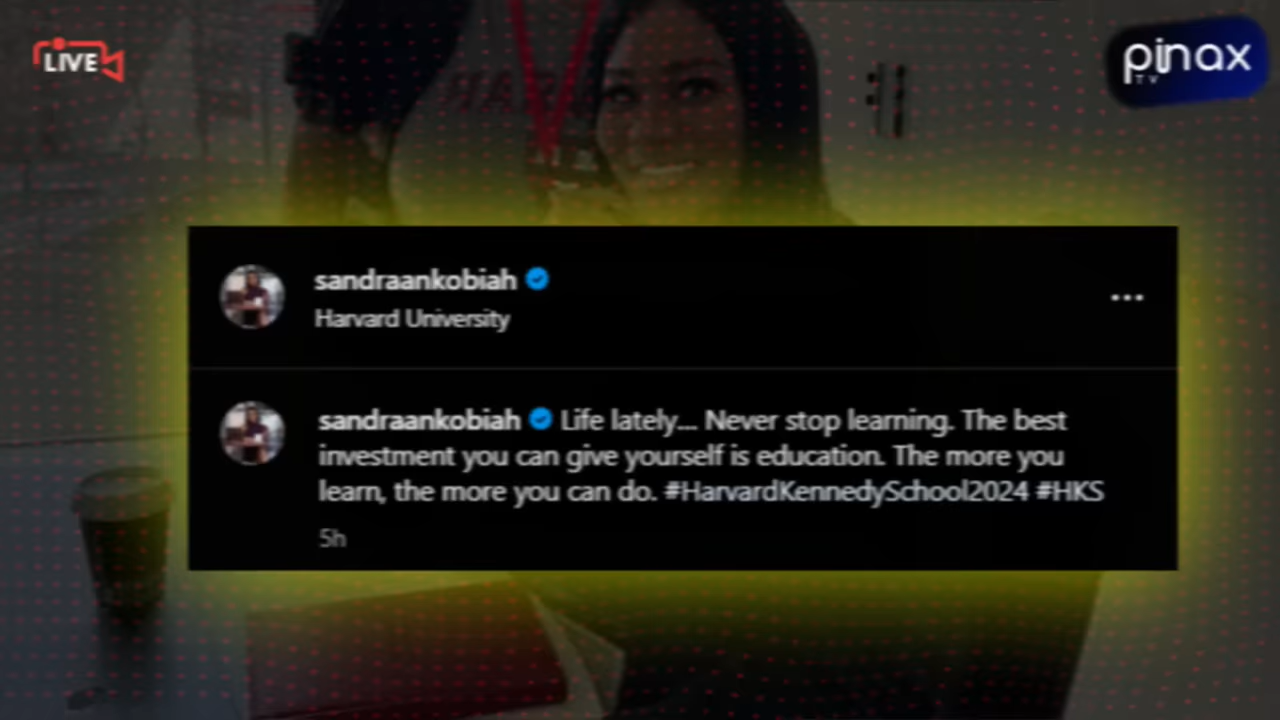 LIVE
pinax
TV
HAR
sandraankobiah
Harvard University
sandraankobiah Life lately... Never stop learning. The best
investment you can give yourself is education. The more you
learn, the more you can do. #HarvardKennedySchool2024 #HKS
5h